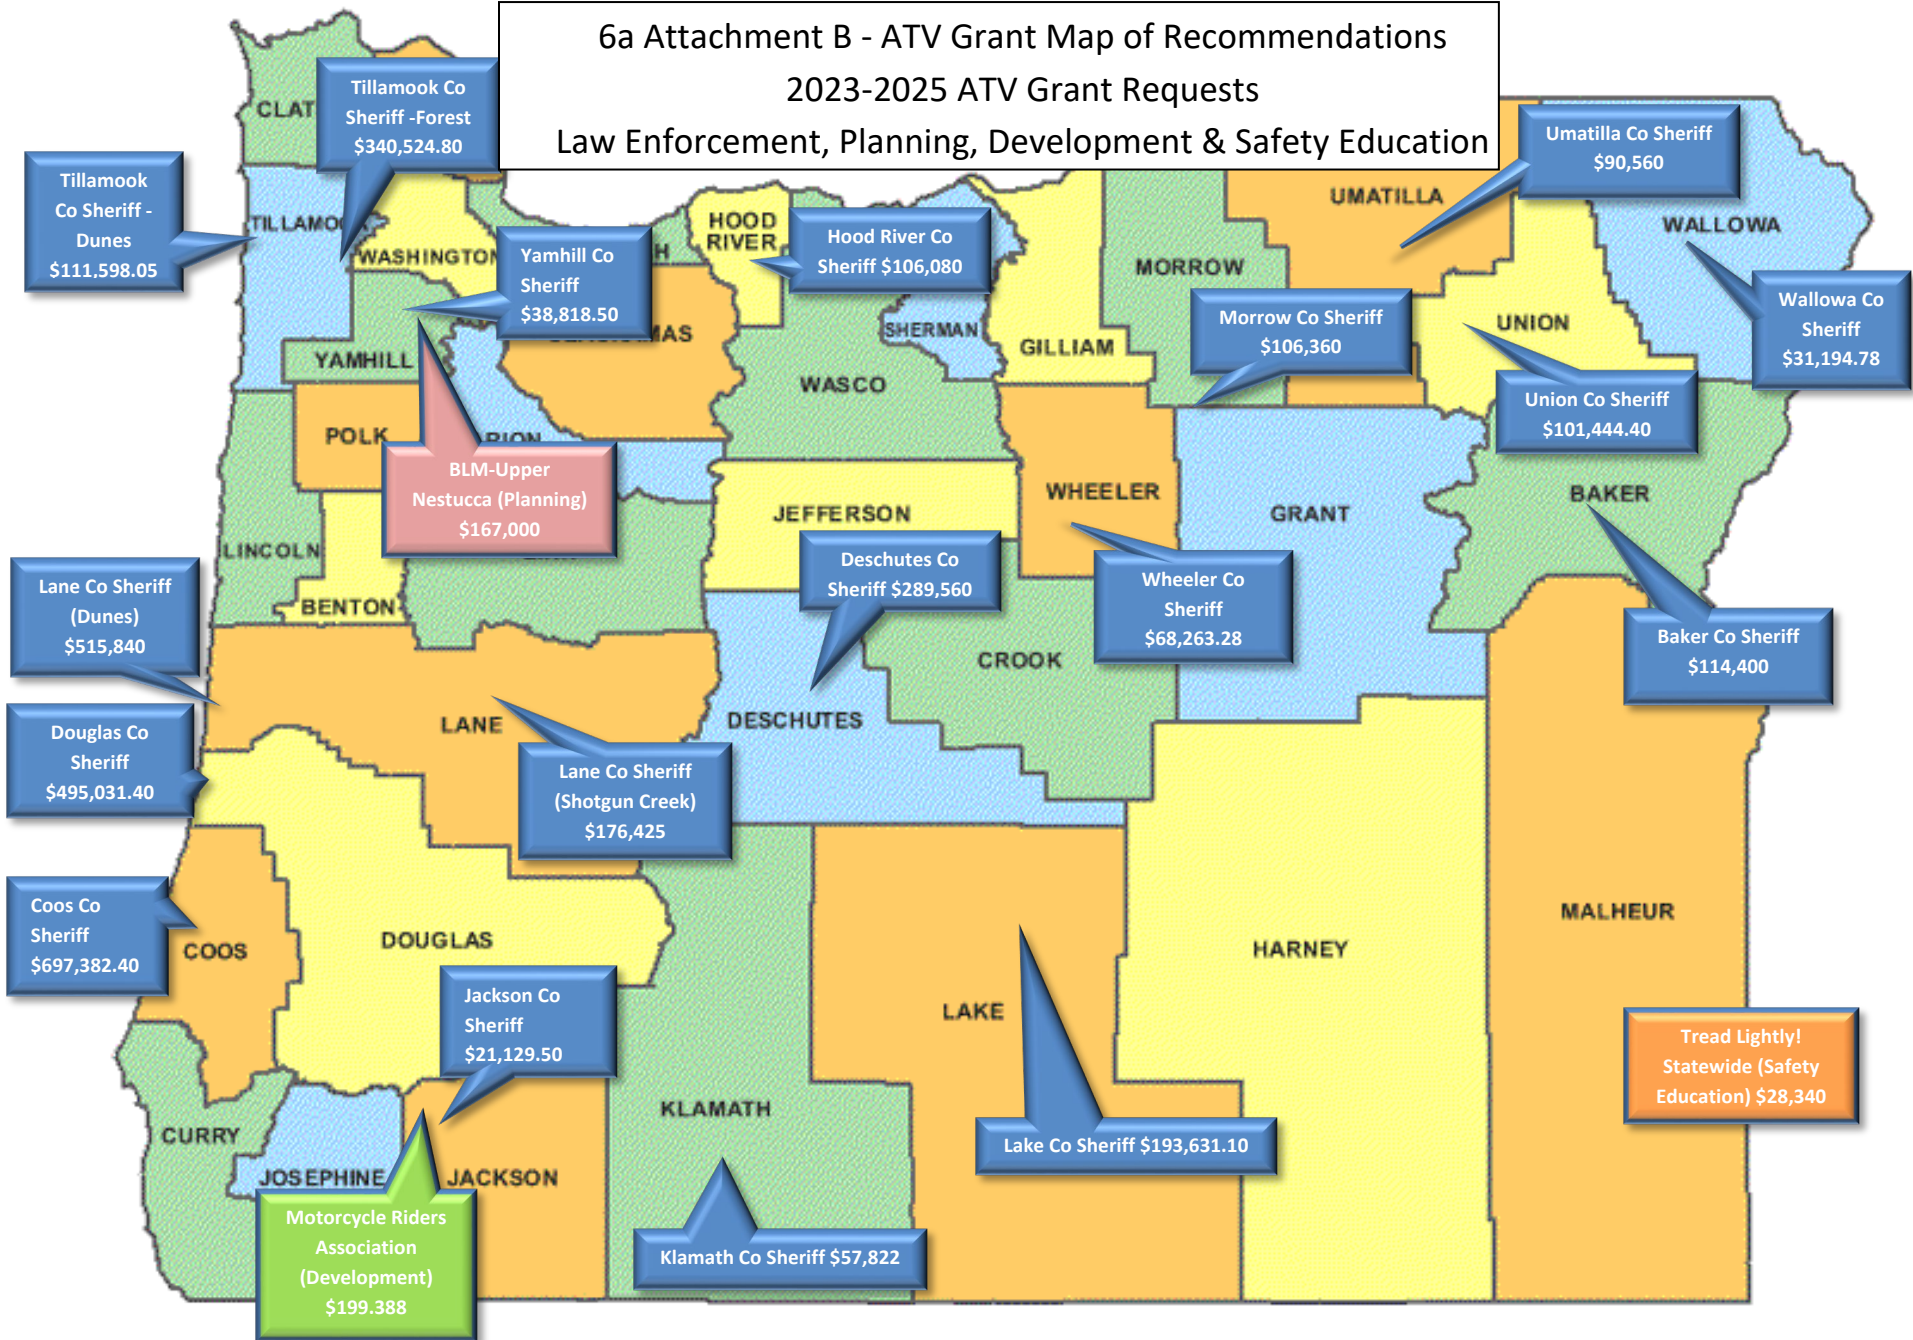 6a Attachment B - ATV Grant Map of Recommendations
2023-2025 ATV Grant Requests
Law Enforcement, Planning, Development & Safety Education
CLAT
Tillamook Co
Sheriff -Forest
$340,524.80
Tillamook
Co Sheriff -
Dunes
$111,598.05
TILLAMOOK
WASHINGTON
Yamhill Co
Sheriff
$38,818.50
HOOD
RIVER
H
Hood River Co
Sheriff $106,080
MORROW
UMATILLA
Umatilla Co Sheriff
$90,560
WALLOWA
Wallowa Co
Sheriff
$31,194.78
Morrow Co Sheriff
$106,360
UNION
Union Co Sheriff
$101,444.40
SHERMAN
GILLIAM
MAS
YAMHILL
WASCO
POLK
RION
BLM-Upper
Nestucca (Planning)
$167,000
JEFFERSON
WHEELER
GRANT
BAKER
LINCOLN
BENTON
Deschutes Co
Sheriff $289,560
Wheeler Co
Sheriff
$68,263.28
Baker Co Sheriff
$114,400
Lane Co Sheriff
(Dunes)
$515,840
CROOK
LANE
DESCHUTES
Douglas Co
Sheriff
$495,031.40
Lane Co Sheriff
(Shotgun Creek)
$176,425
Coos Co
Sheriff
$697,382.40
COOS
DOUGLAS
HARNEY
MALHEUR
Jackson Co
Sheriff
$21,129.50
LAKE
Tread Lightly!
Statewide (Safety
Education) $28,340
KLAMATH
CURRY
JOSEPHINE
JACKSON
Lake Co Sheriff $193,631.10
Motorcycle Riders
Association
(Development)
$199.388
Klamath Co Sheriff $57,822